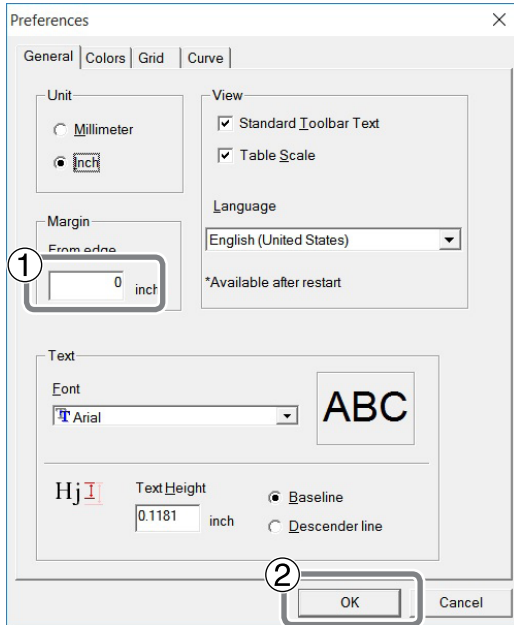 Preferences
General Colors Grid Curve
Unit
Millimeter
Inch
View
Standard Toolbar Text
Table Scale
Language
English (United States)
*Available after restart
Margin
From edge
① 0 inch
Text
Font
Arial
ABC
Hj
Text Height
0.1181 inch
Baseline
Descender line
②
OK Cancel